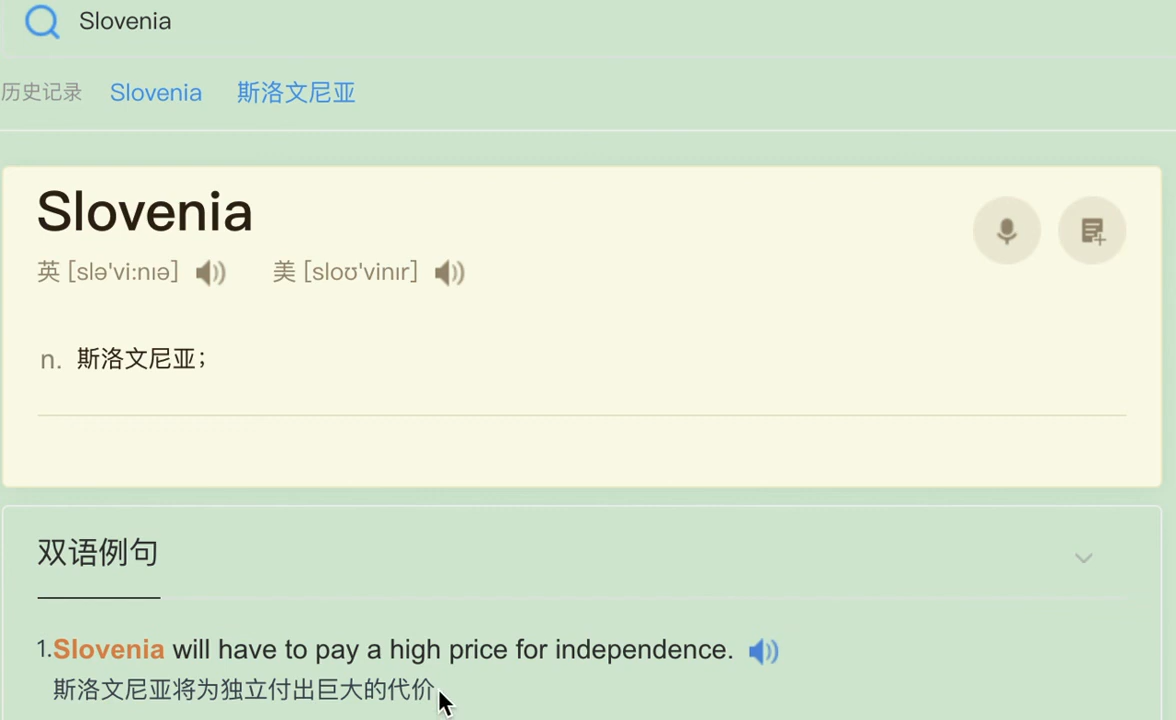 Slovenia
历史记录 Slovenia 斯洛文尼亚
Slovenia
英 [slə'vi:nɪə] 美 [sloʊ'vinɪr]
n. 斯洛文尼亚；
双语例句
1.Slovenia will have to pay a high price for independence.
斯洛文尼亚将为独立付出巨大的代价